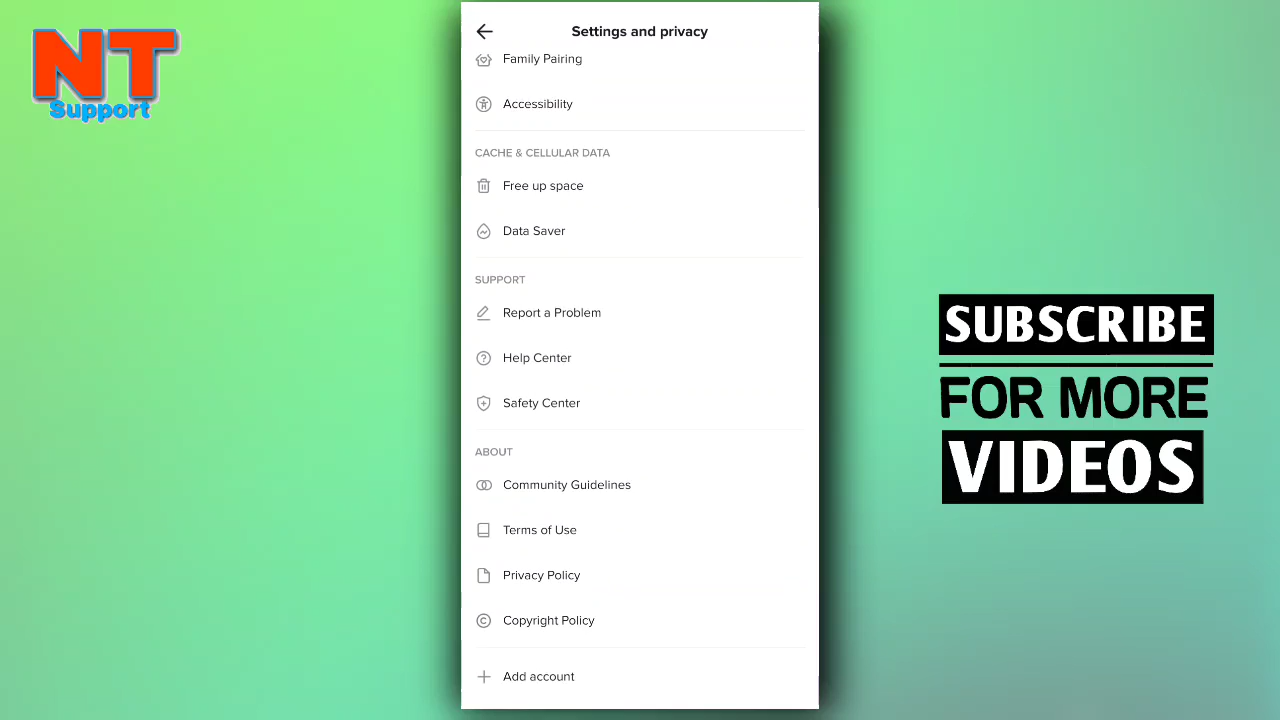 NT
Support
Settings and privacy
Family Pairing
Accessibility
CACHE & CELLULAR DATA
Free up space
Data Saver
SUPPORT
Report a Problem
Help Center
Safety Center
ABOUT
Community Guidelines
Terms of Use
Privacy Policy
Copyright Policy
Add account
SUBSCRIBE
FOR MORE
VIDEOS